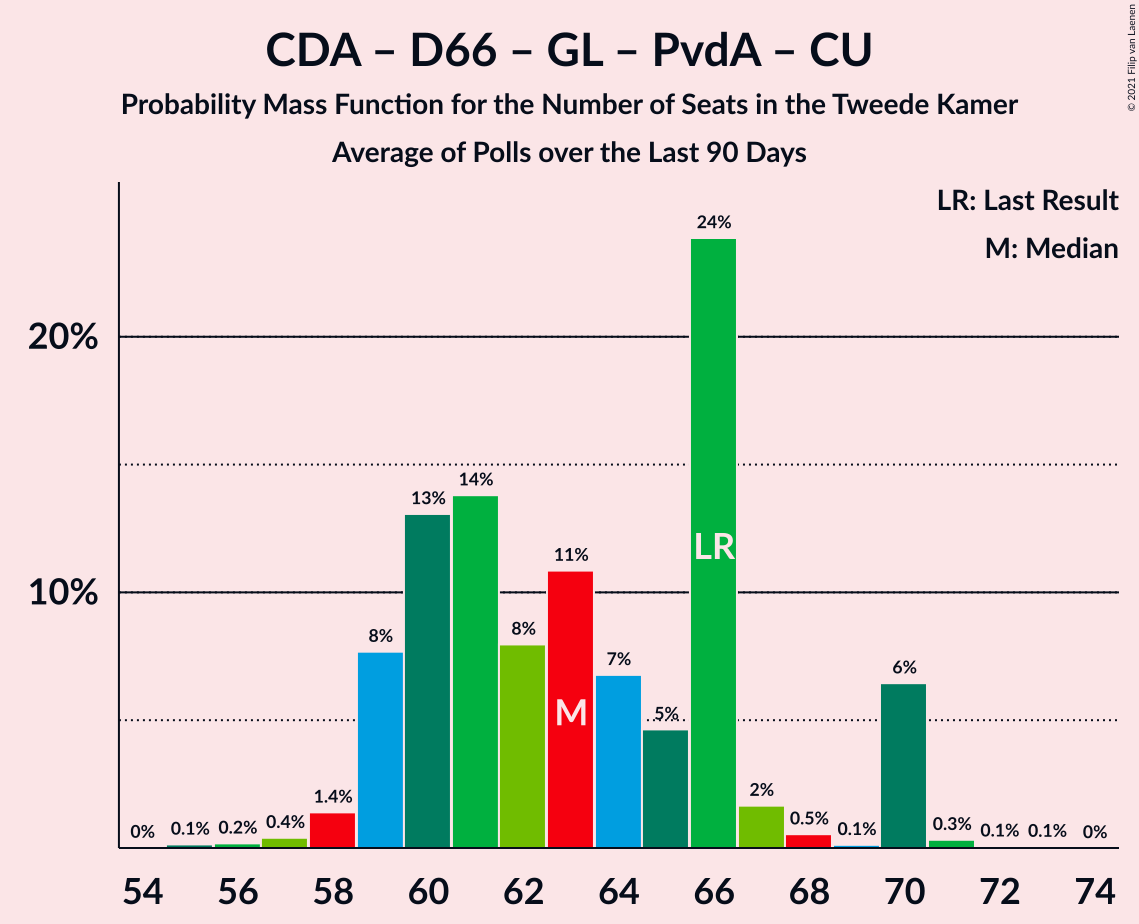 CDA – D66 – GL – PvdA – CU
Probability Mass Function for the Number of Seats in the Tweede Kamer
Average of Polls over the Last 90 Days
© 2021 Filip van Laenen
LR: Last Result
M: Median
20%
10%
0%
0.1%
0.2%
0.4%
1.4%
8%
13%
14%
8%
11%
7%
5%
24%
2%
0.5%
0.1%
6%
0.3%
0.1%
0.1%
0%
M
LR
54 56 58 60 62 64 66 68 70 72 74